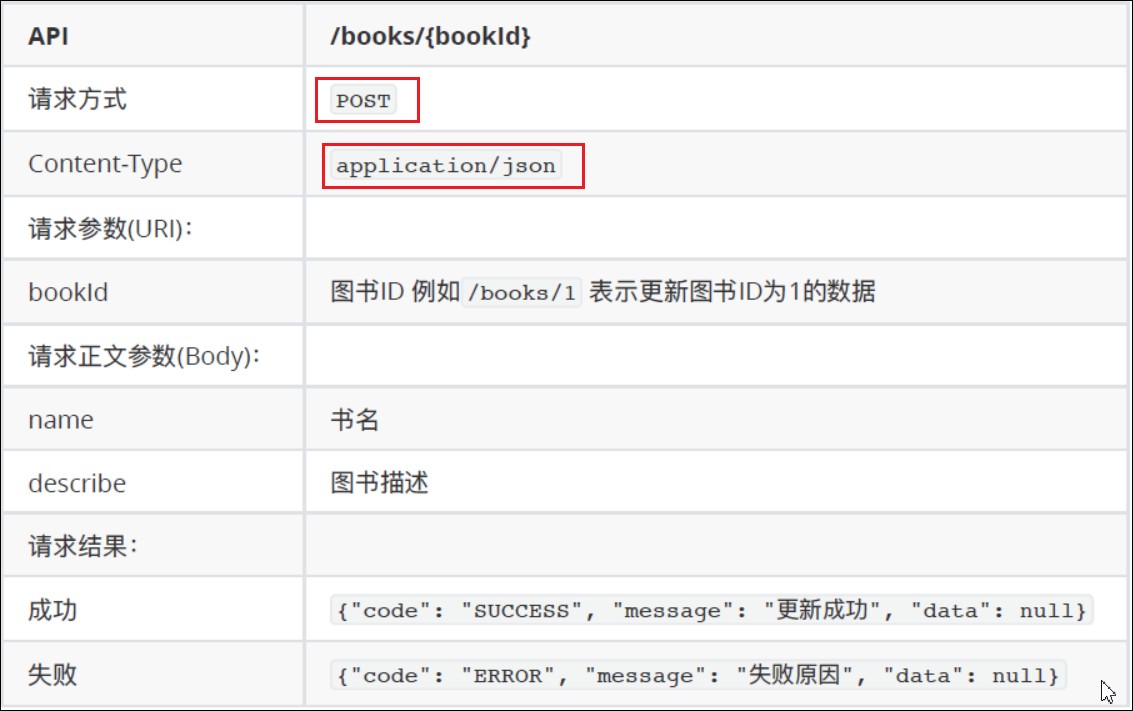 API /books/{bookId}
请求方式 POST
Content-Type application/json
请求参数(URI)：
bookId 图书ID 例如 /books/1 表示更新图书ID为1的数据
请求正文参数(Body)：
name 书名
describe 图书描述
请求结果：
成功 {"code": "SUCCESS", "message": "更新成功", "data": null}
失败 {"code": "ERROR", "message": "失败原因", "data": null}